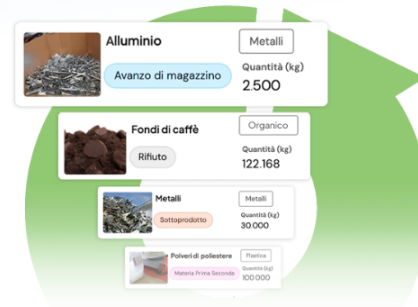 Alluminio
Metalli
Avanzo di magazzino
Quantità (kg)
2.500
Fondi di caffè
Organico
Rifiuto
Quantità (kg)
122.168
Metalli
Metalli
Sottoprodotto
Quantità (kg)
30.000
Polveri di poliestere
Plastica
Materia Prima Seconda
Quantità (kg)
100.000